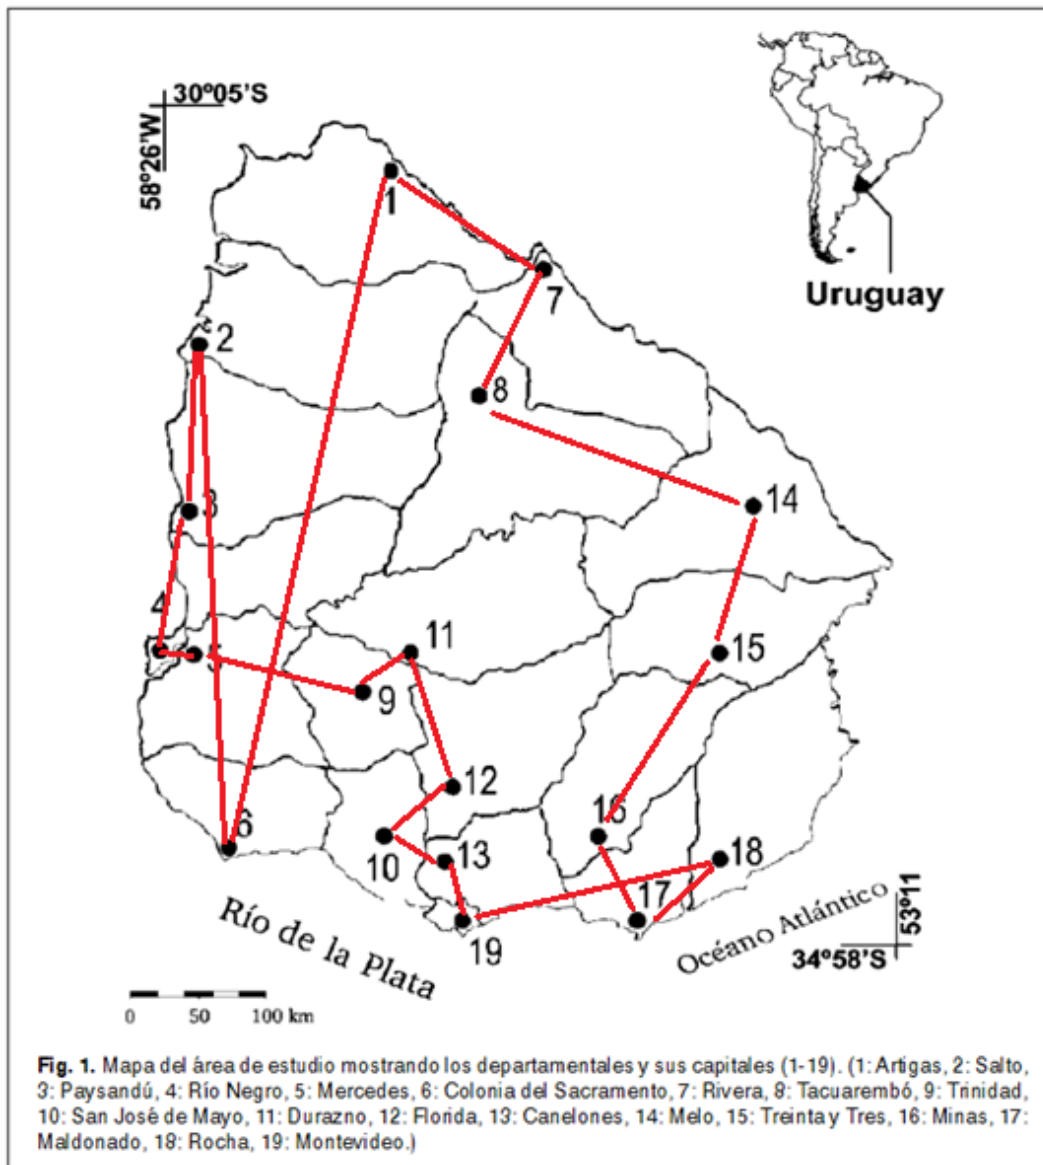 30º05'S
58º26'W
Uruguay
1
7
2
8
3
14
4
5
11
15
9
12
16
6
10
13
18
17
19
Río de la Plata
Océano Atlántico
53º11
34º58'S
0 50 100 km
Fig. 1. Mapa del área de estudio mostrando los departamentales y sus capitales (1-19). (1: Artigas, 2: Salto,
3: Paysandú, 4: Río Negro, 5: Mercedes, 6: Colonia del Sacramento, 7: Rivera, 8: Tacuarembó, 9: Trinidad,
10: San José de Mayo, 11: Durazno, 12: Florida, 13: Canelones, 14: Melo, 15: Treinta y Tres, 16: Minas, 17:
Maldonado, 18: Rocha, 19: Montevideo.)